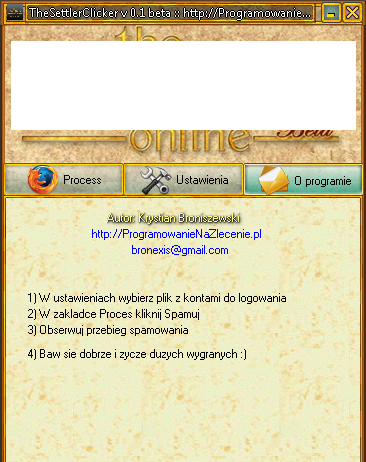 TheSettlerClicker v 0.1 beta :: http://Programowanie...
the
online
Beta
Process
Ustawienia
O programie
Autor: Krystian Broniszewski
http://ProgramowanieNaZlecenie.pl
bronexis@gmail.com
1) W ustawieniach wybierz plik z kontami do logowania
2) W zakladce Proces kliknij Spamuj
3) Obserwuj przebieg spamowania
4) Baw sie dobrze i zycze duzych wygranych :)